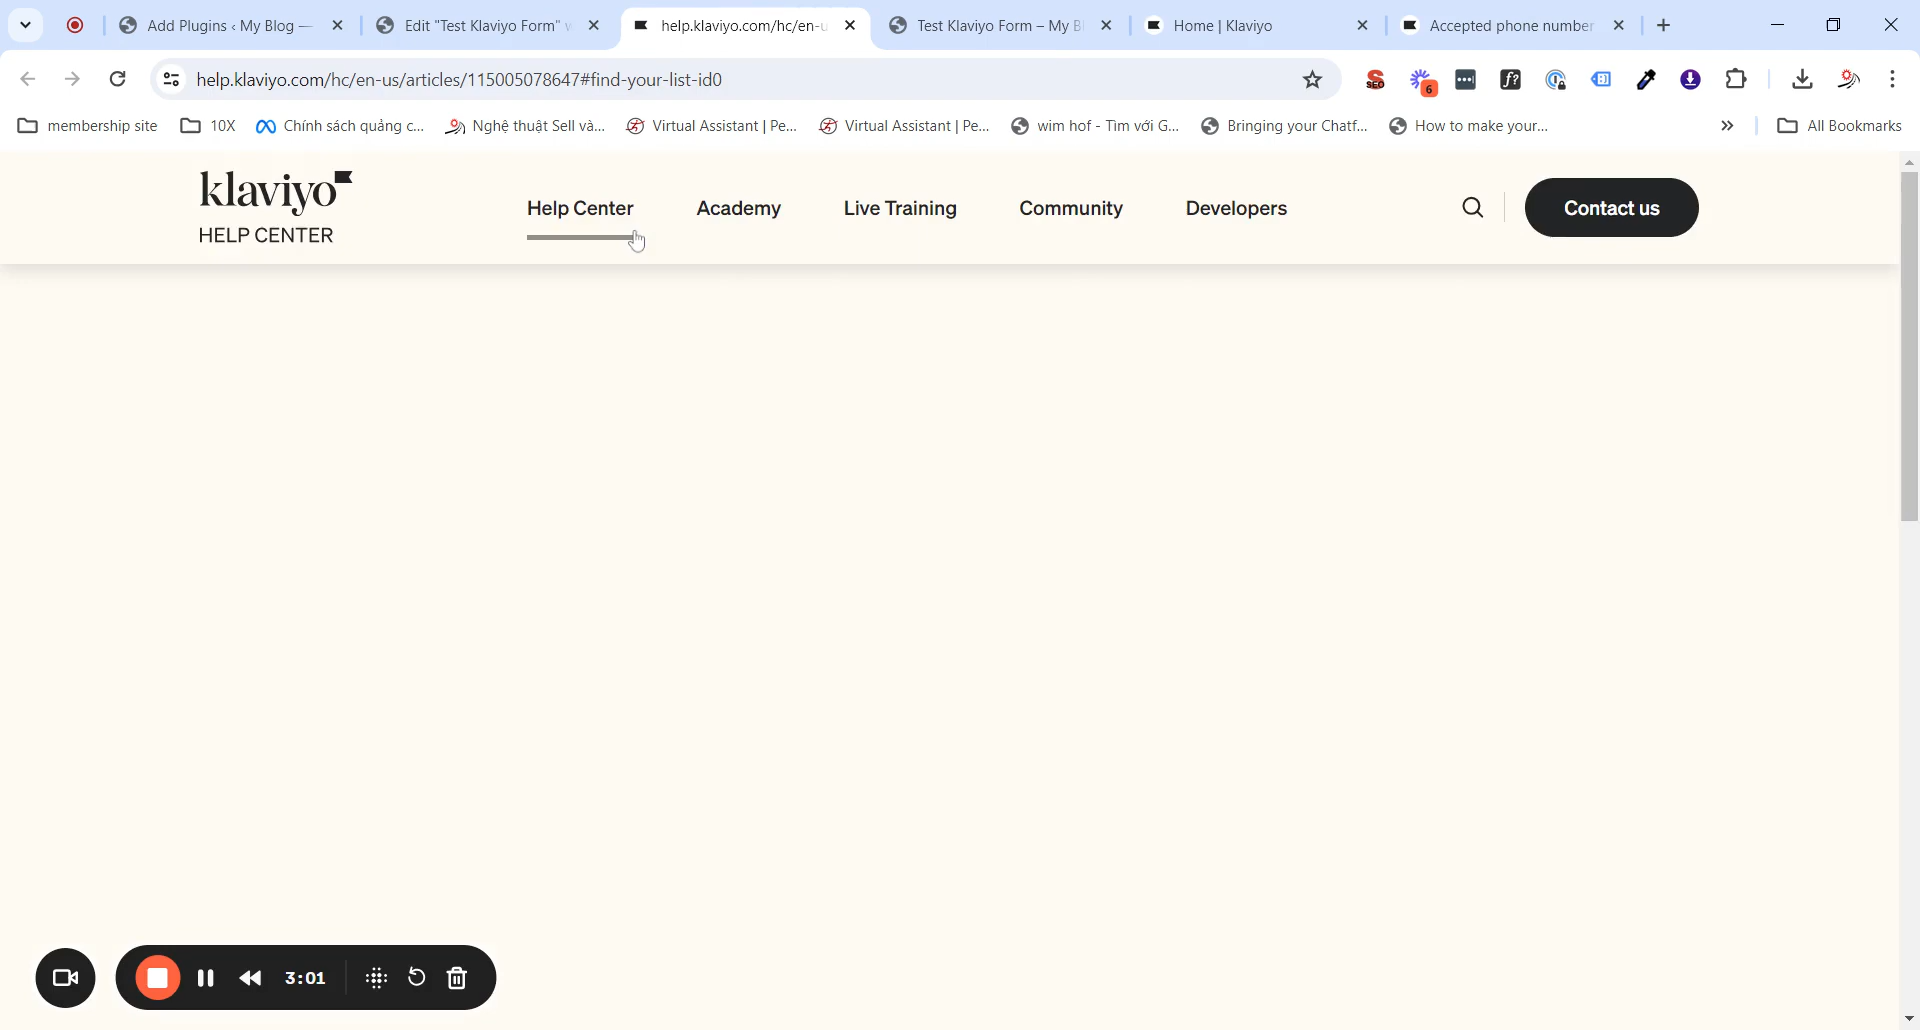 Add Plugins ‹ My Blog —
Edit "Test Klaviyo Form" w
help.klaviyo.com/hc/en-u
Test Klaviyo Form – My B
Home | Klaviyo
Accepted phone number
help.klaviyo.com/hc/en-us/articles/115005078647#find-your-list-id0
SEO
6
f?
membership site
10X
Chính sách quảng c...
Nghệ thuật Sell và...
Virtual Assistant | Pe...
Virtual Assistant | Pe...
wim hof - Tìm với G...
Bringing your Chatf...
How to make your...
All Bookmarks
klaviyo
HELP CENTER
Help Center
Academy
Live Training
Community
Developers
Contact us
3:01